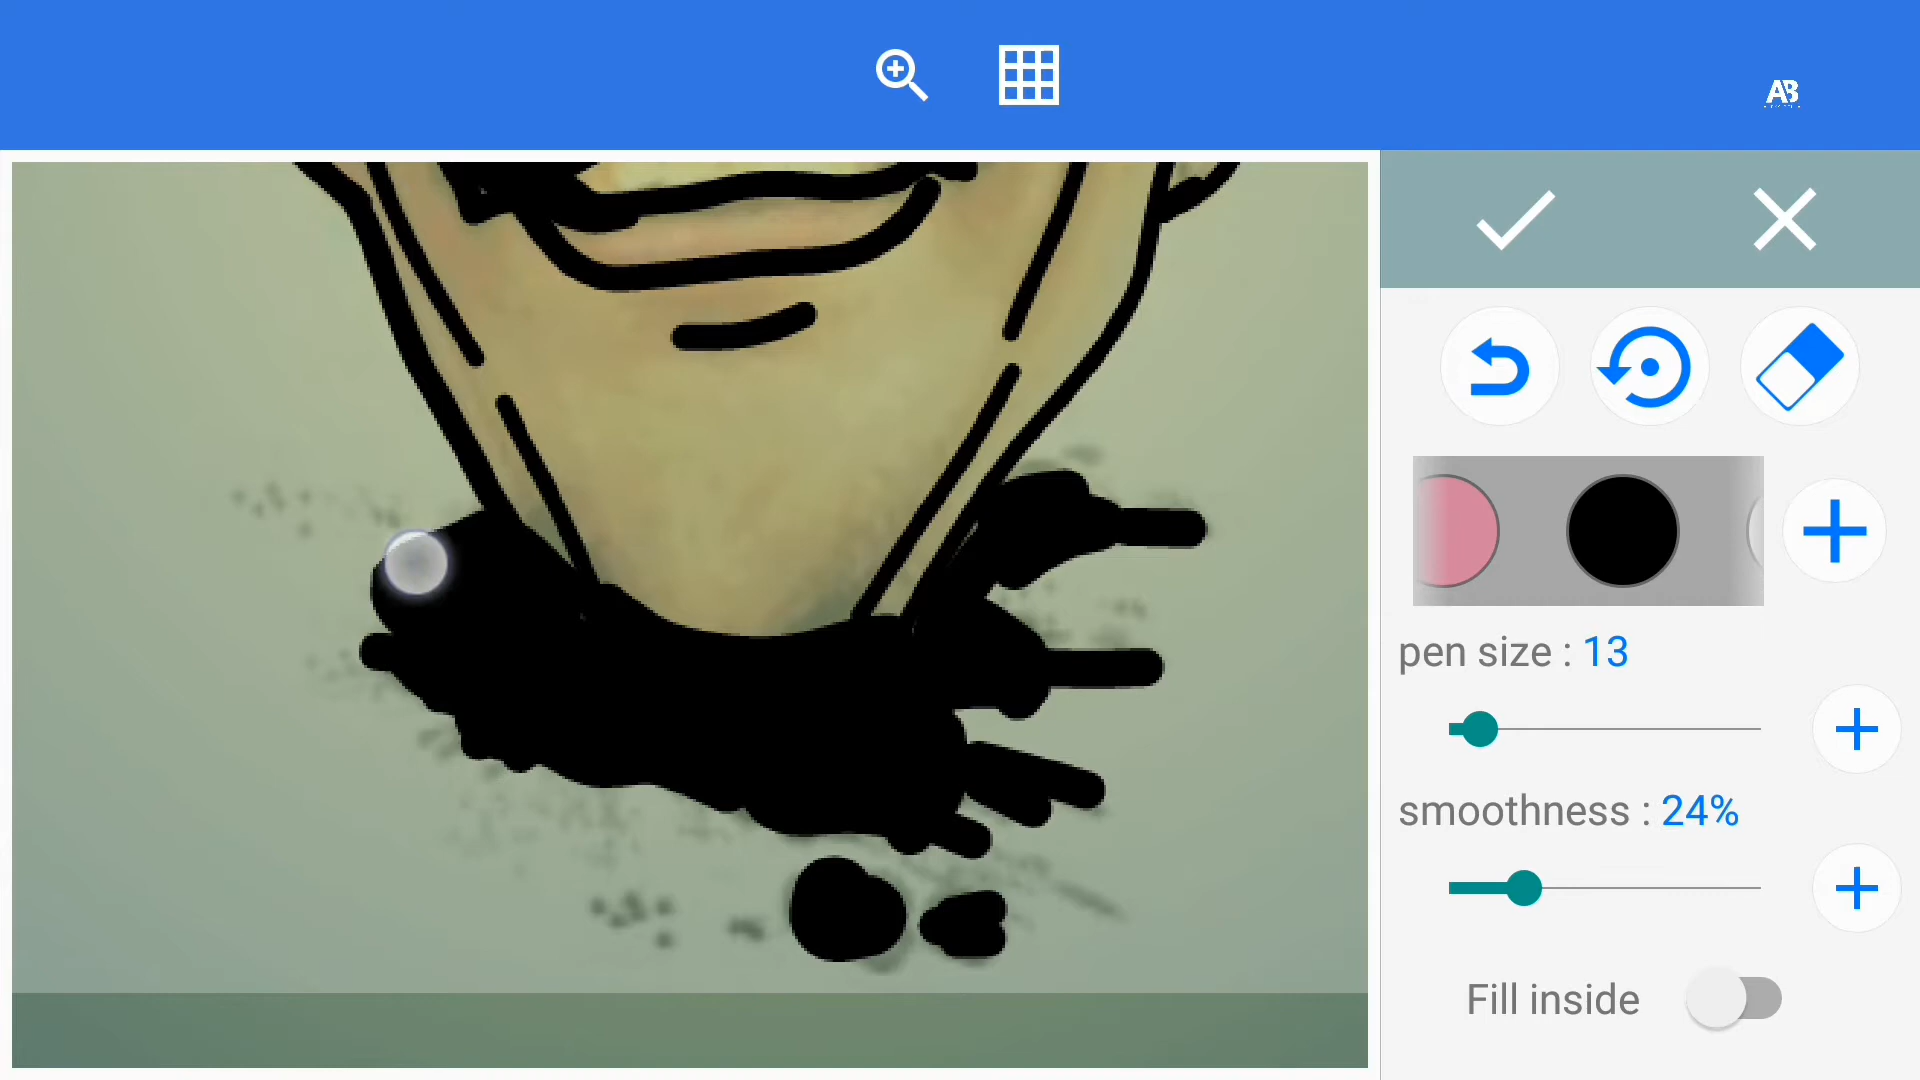 AB
pen size : 13
smoothness : 24%
Fill inside